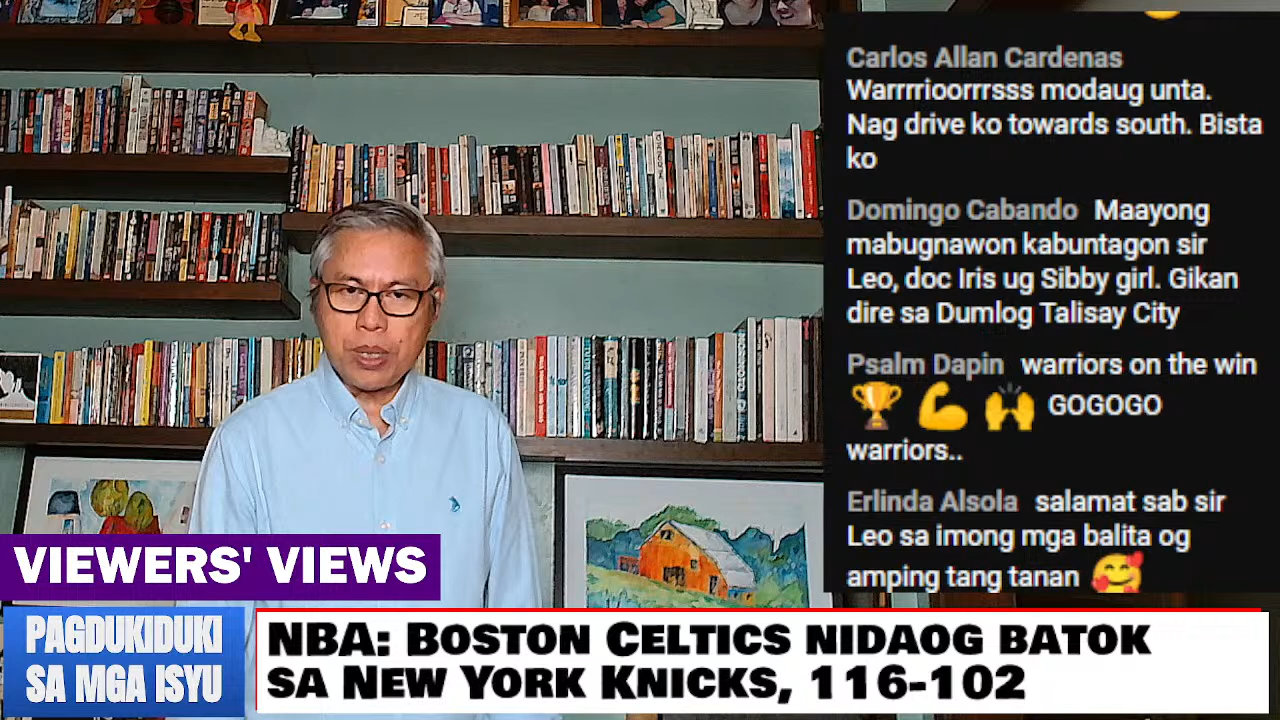 Carlos Allan Cardenas
Warrrrioorrrsss modaug unta.
Nag drive ko towards south. Bista
ko
Domingo Cabando Maayong
mabugnawon kabuntagon sir
Leo, doc Iris ug Sibby girl. Gikan
dire sa Dumlog Talisay City
Psalm Dapin warriors on the win
🏆 💪 🙌 GOGOGO
warriors..
Erlinda Alsola salamat sab sir
Leo sa imong mga balita og
amping tang tanan 🥰
VIEWERS' VIEWS
PAGDUKIDUKI
SA MGA ISYU
NBA: BOSTON CELTICS NIDAOG BATOK
SA NEW YORK KNICKS, 116-102